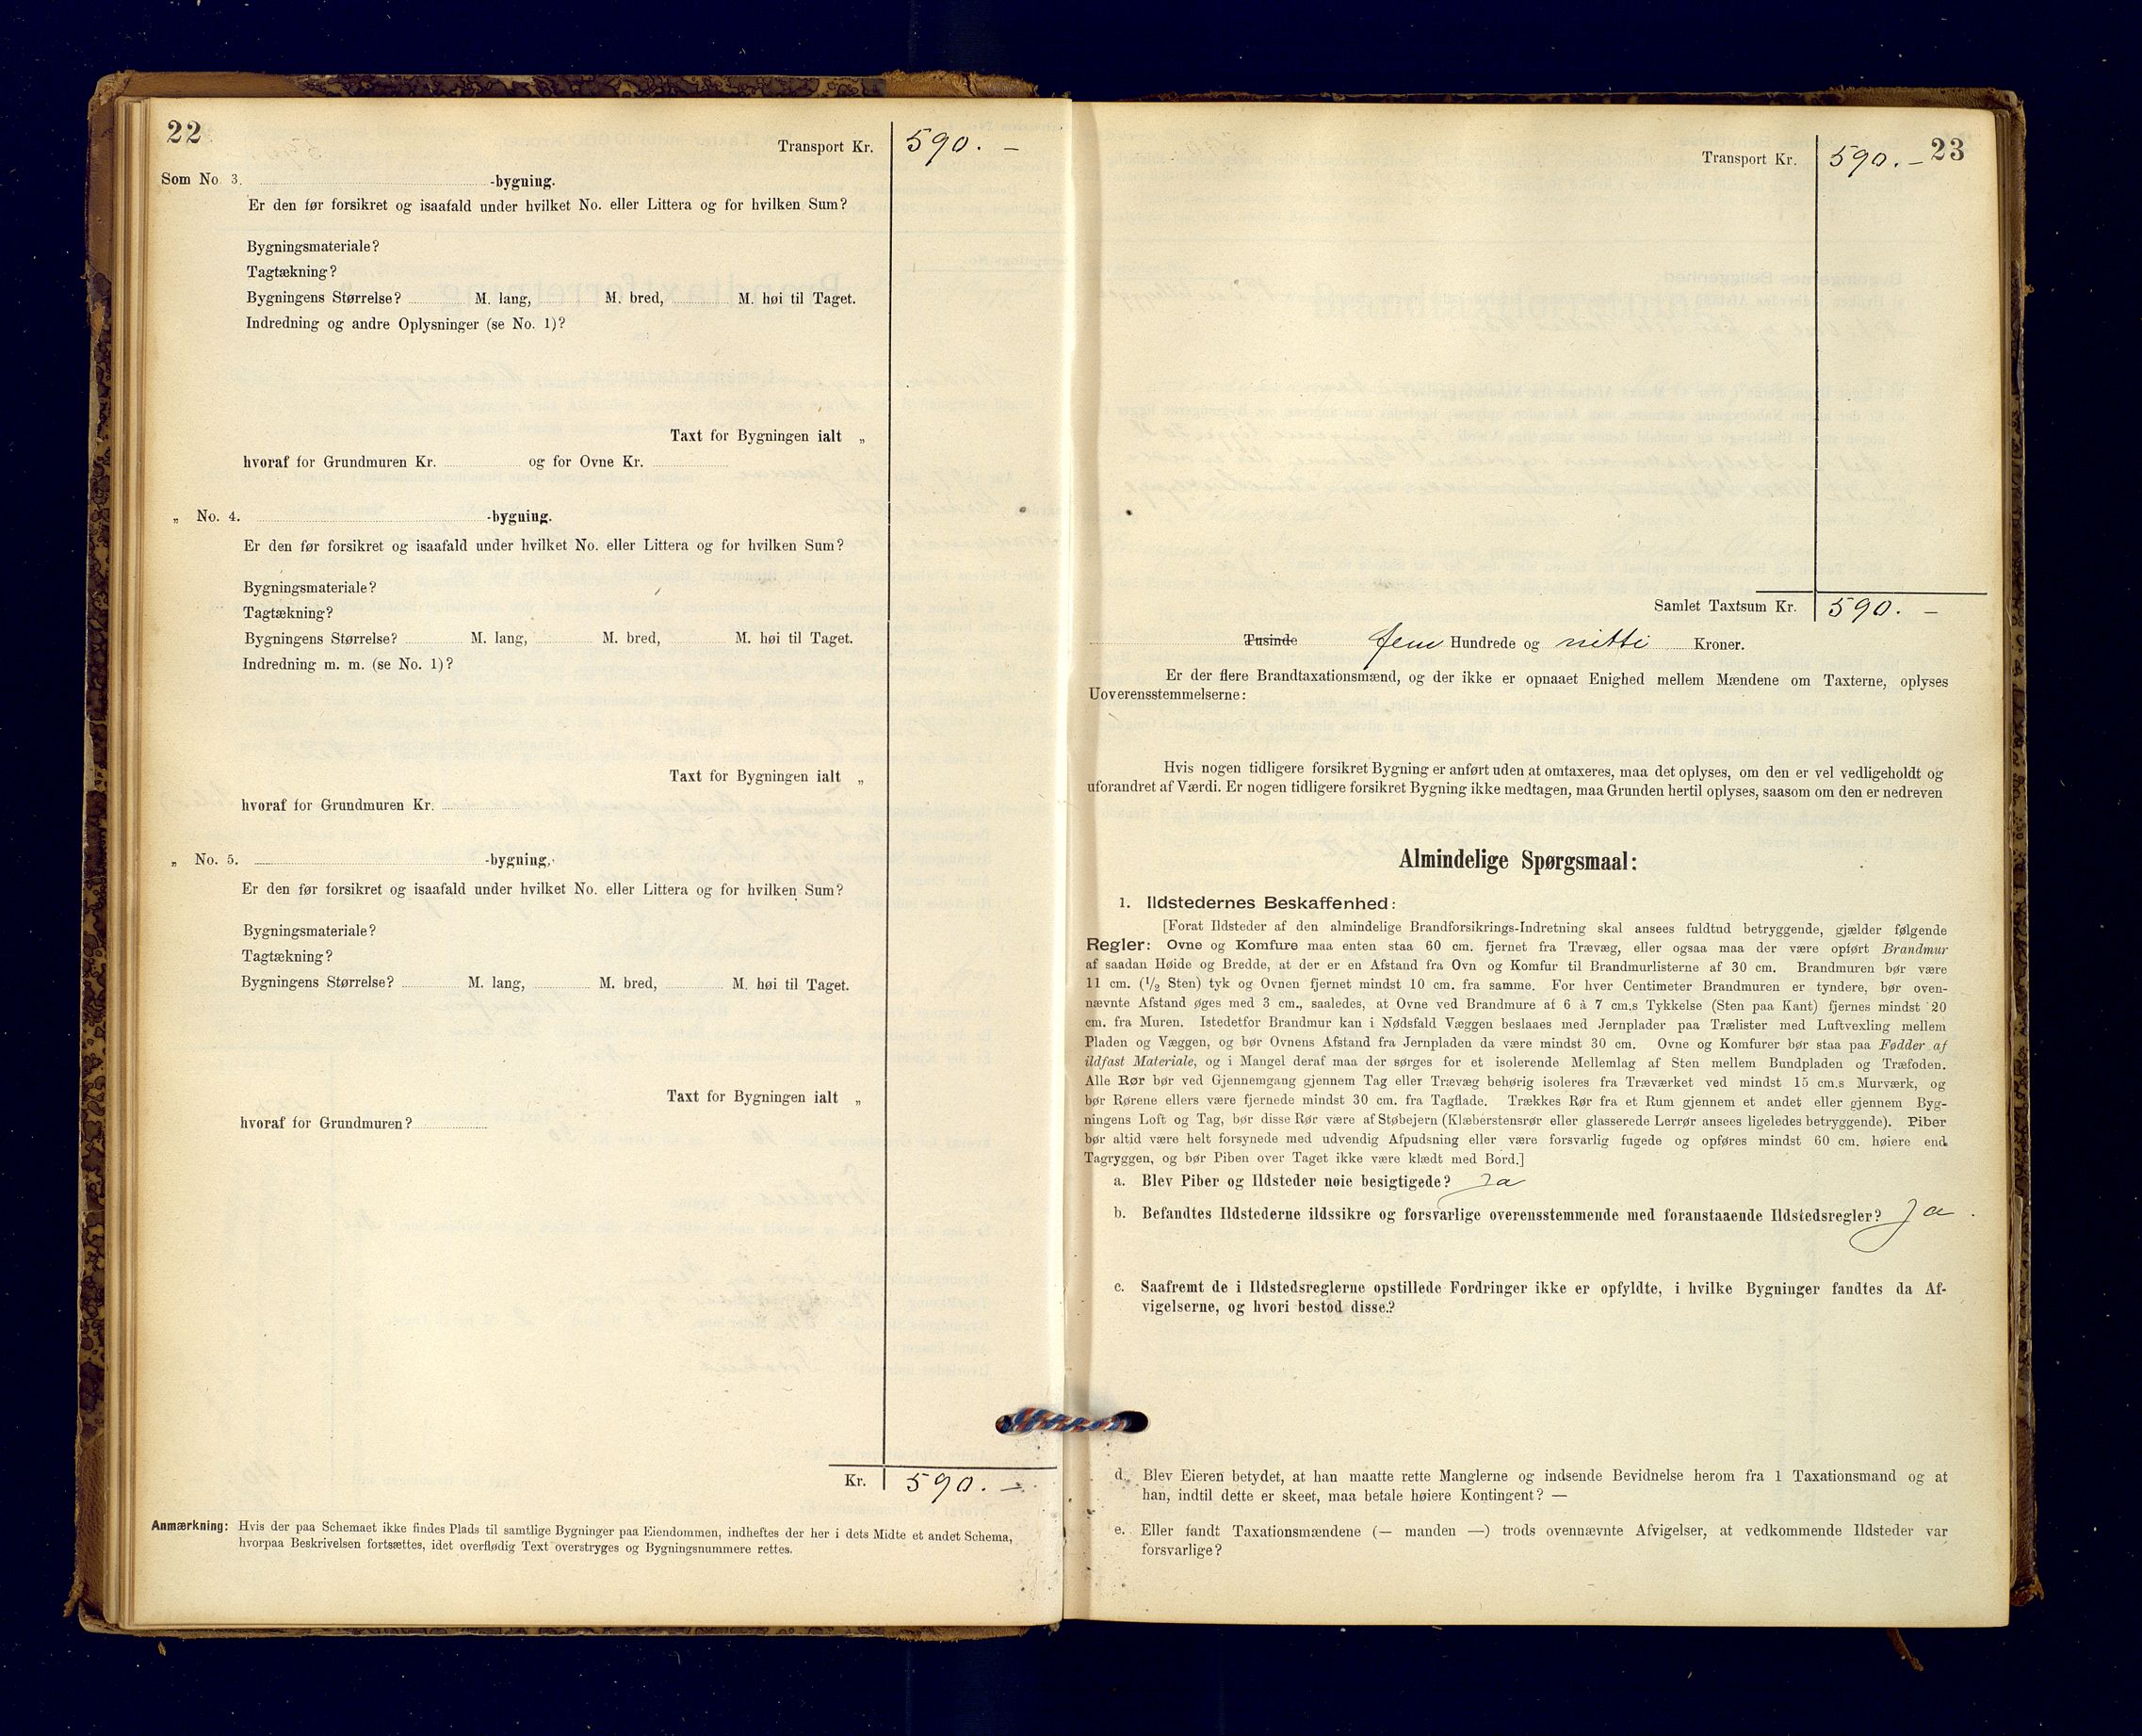 22
Transport Kr. 590. –
Som No 3. -bygning.
Er den før forsikret og isaafald under hvilket No. eller Littera og for hvilken Sum?
Bygningsmateriale?
Tagtækning?
Bygningens Størrelse? M. lang, M. bred, M. høi til Taget.
Indredning og andre Oplysninger (se No. 1)?
Taxt for Bygningen ialt „
hvoraf for Grundmuren Kr. og for Ovne Kr.
„ No. 4. -bygning.
Er den før forsikret og isaafald under hvilket No. eller Littera og for hvilken Sum?
Bygningsmateriale?
Tagtækning?
Bygningens Størrelse? M. lang, M. bred, M. høi til Taget.
Indredning m. m. (se No. 1)?
Taxt for Bygningen ialt „
hvoraf for Grundmuren Kr.
„ No. 5. -bygning.
Er den før forsikret og isaafald under hvilket No. eller Littera og for hvilken Sum?
Bygningsmateriale?
Tagtækning?
Bygningens Størrelse? M. lang, M. bred, M. høi til Taget.
Taxt for Bygningen ialt „
hvoraf for Grundmuren?
Kr. 590. –
Anmærkning: Hvis der paa Schemaet ikke findes Plads til samtlige Bygninger paa Eiendommen, indheftes der her i dets Midte et andet Schema,
hvorpaa Beskrivelsen fortsættes, idet overflødig Text overstryges og Bygningsnummere rettes.
23
Transport Kr. 590. –
Samlet Taxtsum Kr. 590. –
Tusinde fem Hundrede og nitti Kroner.
Er der flere Brandtaxationsmænd, og der ikke er opnaaet Enighed mellem Mændene om Taxterne, oplyses
Uoverensstemmelserne:
Hvis nogen tidligere forsikret Bygning er anført uden at omtaxeres, maa det oplyses, om den er vel vedligeholdt og
uforandret af Værdi. Er nogen tidligere forsikret Bygning ikke medtagen, maa Grunden hertil oplyses, saasom om den er nedreven
Almindelige Spørgsmaal:
1. Ildstedernes Beskaffenhed:
[Forat Ildsteder af den almindelige Brandforsikrings-Indretning skal ansees fuldtud betryggende, gjælder følgende
Regler: Ovne og Komfure maa enten staa 60 cm. fjernet fra Trævæg, eller ogsaa maa der være opført Brandmur
af saadan Høide og Bredde, at der er en Afstand fra Ovn og Komfur til Brandmurlisterne af 30 cm. Brandmuren bør være
11 cm. (1/2 Sten) tyk og Ovnen fjernet mindst 10 cm. fra samme. For hver Centimeter Brandmuren er tyndere, bør oven-
nævnte Afstand øges med 3 cm., saaledes, at Ovne ved Brandmure af 6 à 7 cm.s Tykkelse (Sten paa Kant) fjernes mindst 20
cm. fra Muren. Istedetfor Brandmur kan i Nødsfald Væggen beslaaes med Jernplader paa Trælister med Luftvexling mellem
Pladen og Væggen, og bør Ovnens Afstand fra Jernpladen da være mindst 30 cm. Ovne og Komfurer bør staa paa Fødder af
ildfast Materiale, og i Mangel deraf maa der sørges for et isolerende Mellemlag af Sten mellem Bundpladen og Træfoden.
Alle Rør bør ved Gjennemgang gjennem Tag eller Trævæg behørig isoleres fra Træværket ved mindst 15 cm.s Murværk, og
bør Rørene ellers være fjernede mindst 30 cm. fra Tagflade. Trækkes Rør fra et Rum gjennem et andet eller gjennem Byg-
ningens Loft og Tag, bør disse Rør være af Støbejern (Klæberstensrør eller glasserede Lerrør ansees ligeledes betryggende). Piber
bør altid være helt forsynede med udvendig Afpudsning eller være forsvarlig fugede og opføres mindst 60 cm. høiere end
Tagryggen, og bør Piben over Taget ikke være klædt med Bord.]
a. Blev Piber og Ildsteder nøie besigtigede? Ja
b. Befandtes Ildstederne ildssikre og forsvarlige overensstemmende med foranstaaende Ildstedsregler? Ja.
c. Saafremt de i Ildstedsreglerne opstillede Fordringer ikke er opfyldte, i hvilke Bygninger fandtes da Af-
vigelserne, og hvori bestod disse?
d. Blev Eieren betydet, at han maatte rette Manglerne og indsende Bevidnelse herom fra 1 Taxationsmand og at
han, indtil dette er skeet, maa betale høiere Kontingent? —
e. Eller fandt Taxationsmændene (— manden —) trods ovennævnte Afvigelser, at vedkommende Ildsteder var
forsvarlige?